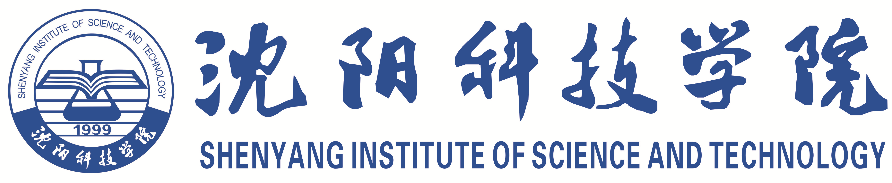 SHENYANG INSTITUTE OF SCIENCE AND TECHNOLOGY
1999
沈阳科技学院
沈阳科技学院
SHENYANG INSTITUTE OF SCIENCE AND TECHNOLOGY